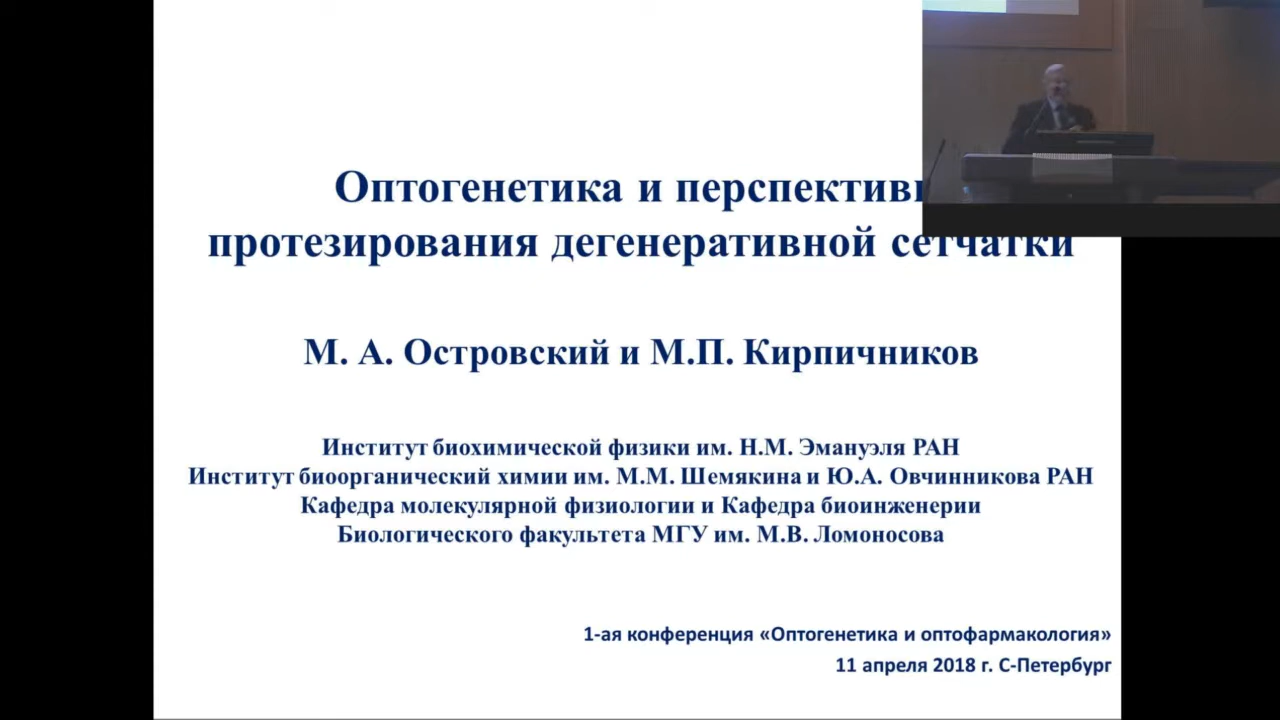 Оптогенетика и перспективы
протезирования дегенеративной сетчатки
М. А. Островский и М.П. Кирпичников
Институт биохимической физики им. Н.М. Эмануэля РАН
Институт биоорганический химии им. М.М. Шемякина и Ю.А. Овчинникова РАН
Кафедра молекулярной физиологии и Кафедра биоинженерии
Биологического факультета МГУ им. М.В. Ломоносова
1-ая конференция «Оптогенетика и оптофармакология»
11 апреля 2018 г. С-Петербург